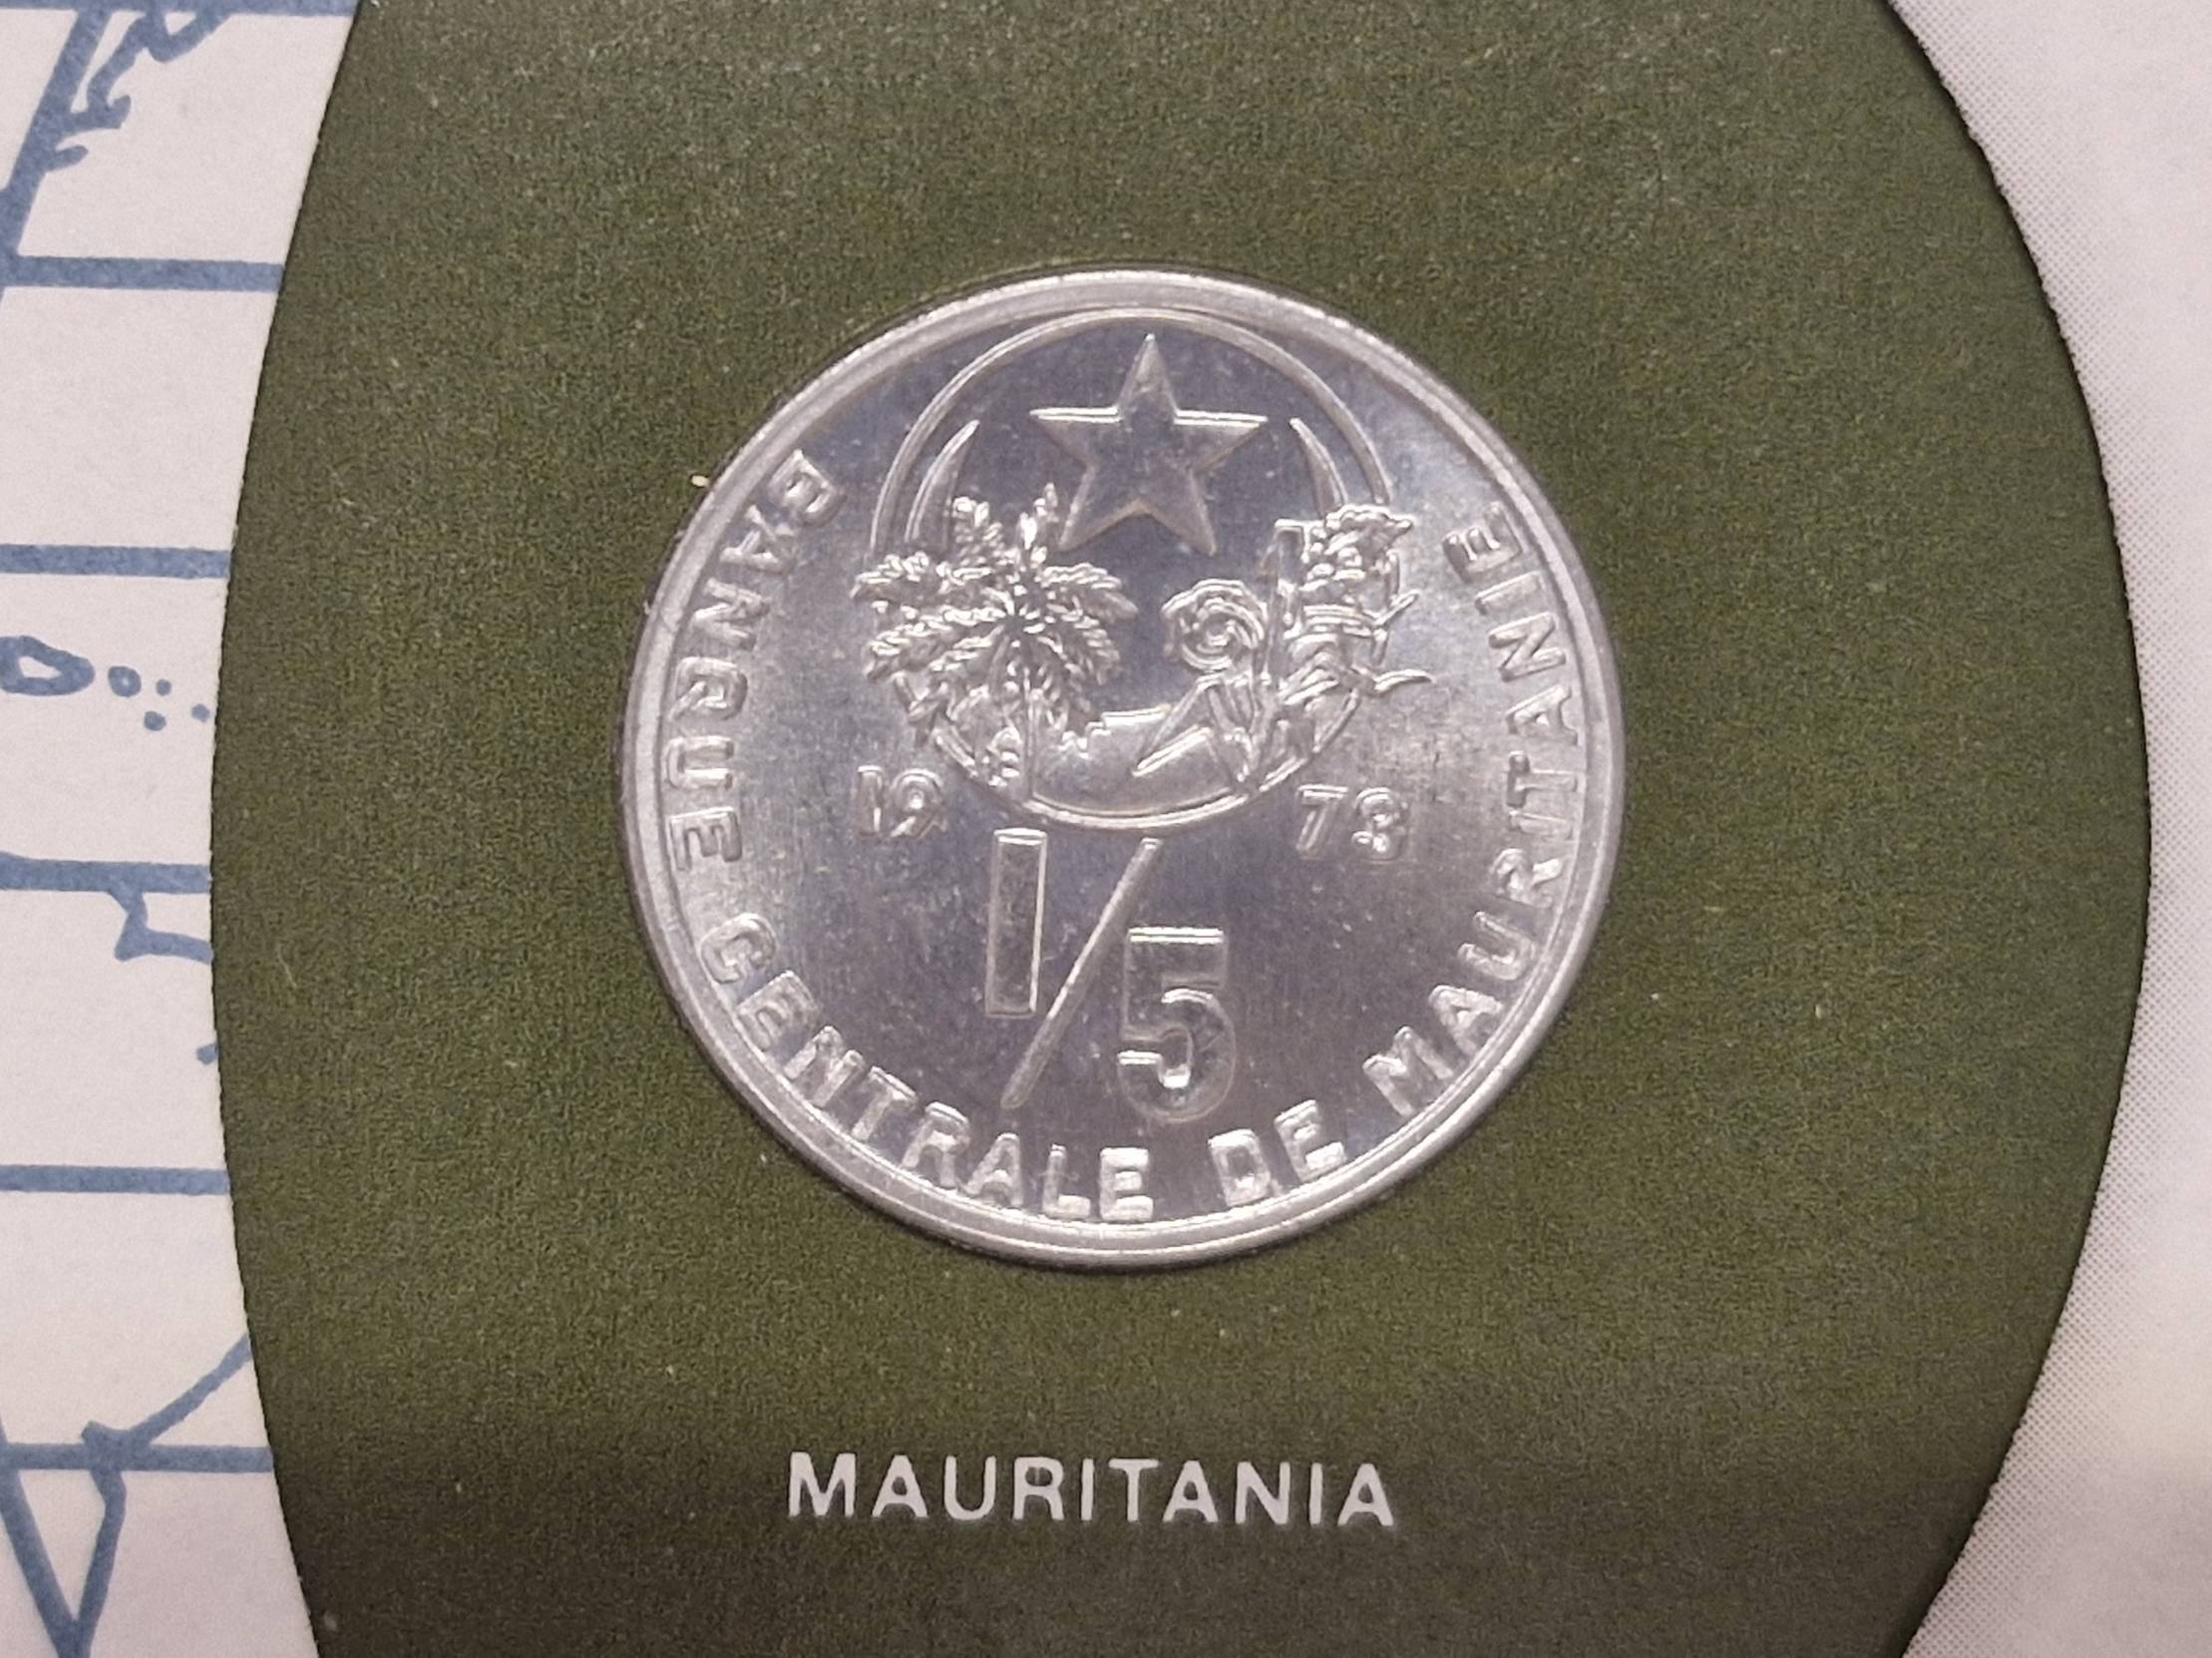 BANQUE CENTRALE DE MAURITANIE
19 73
1/5
MAURITANIA